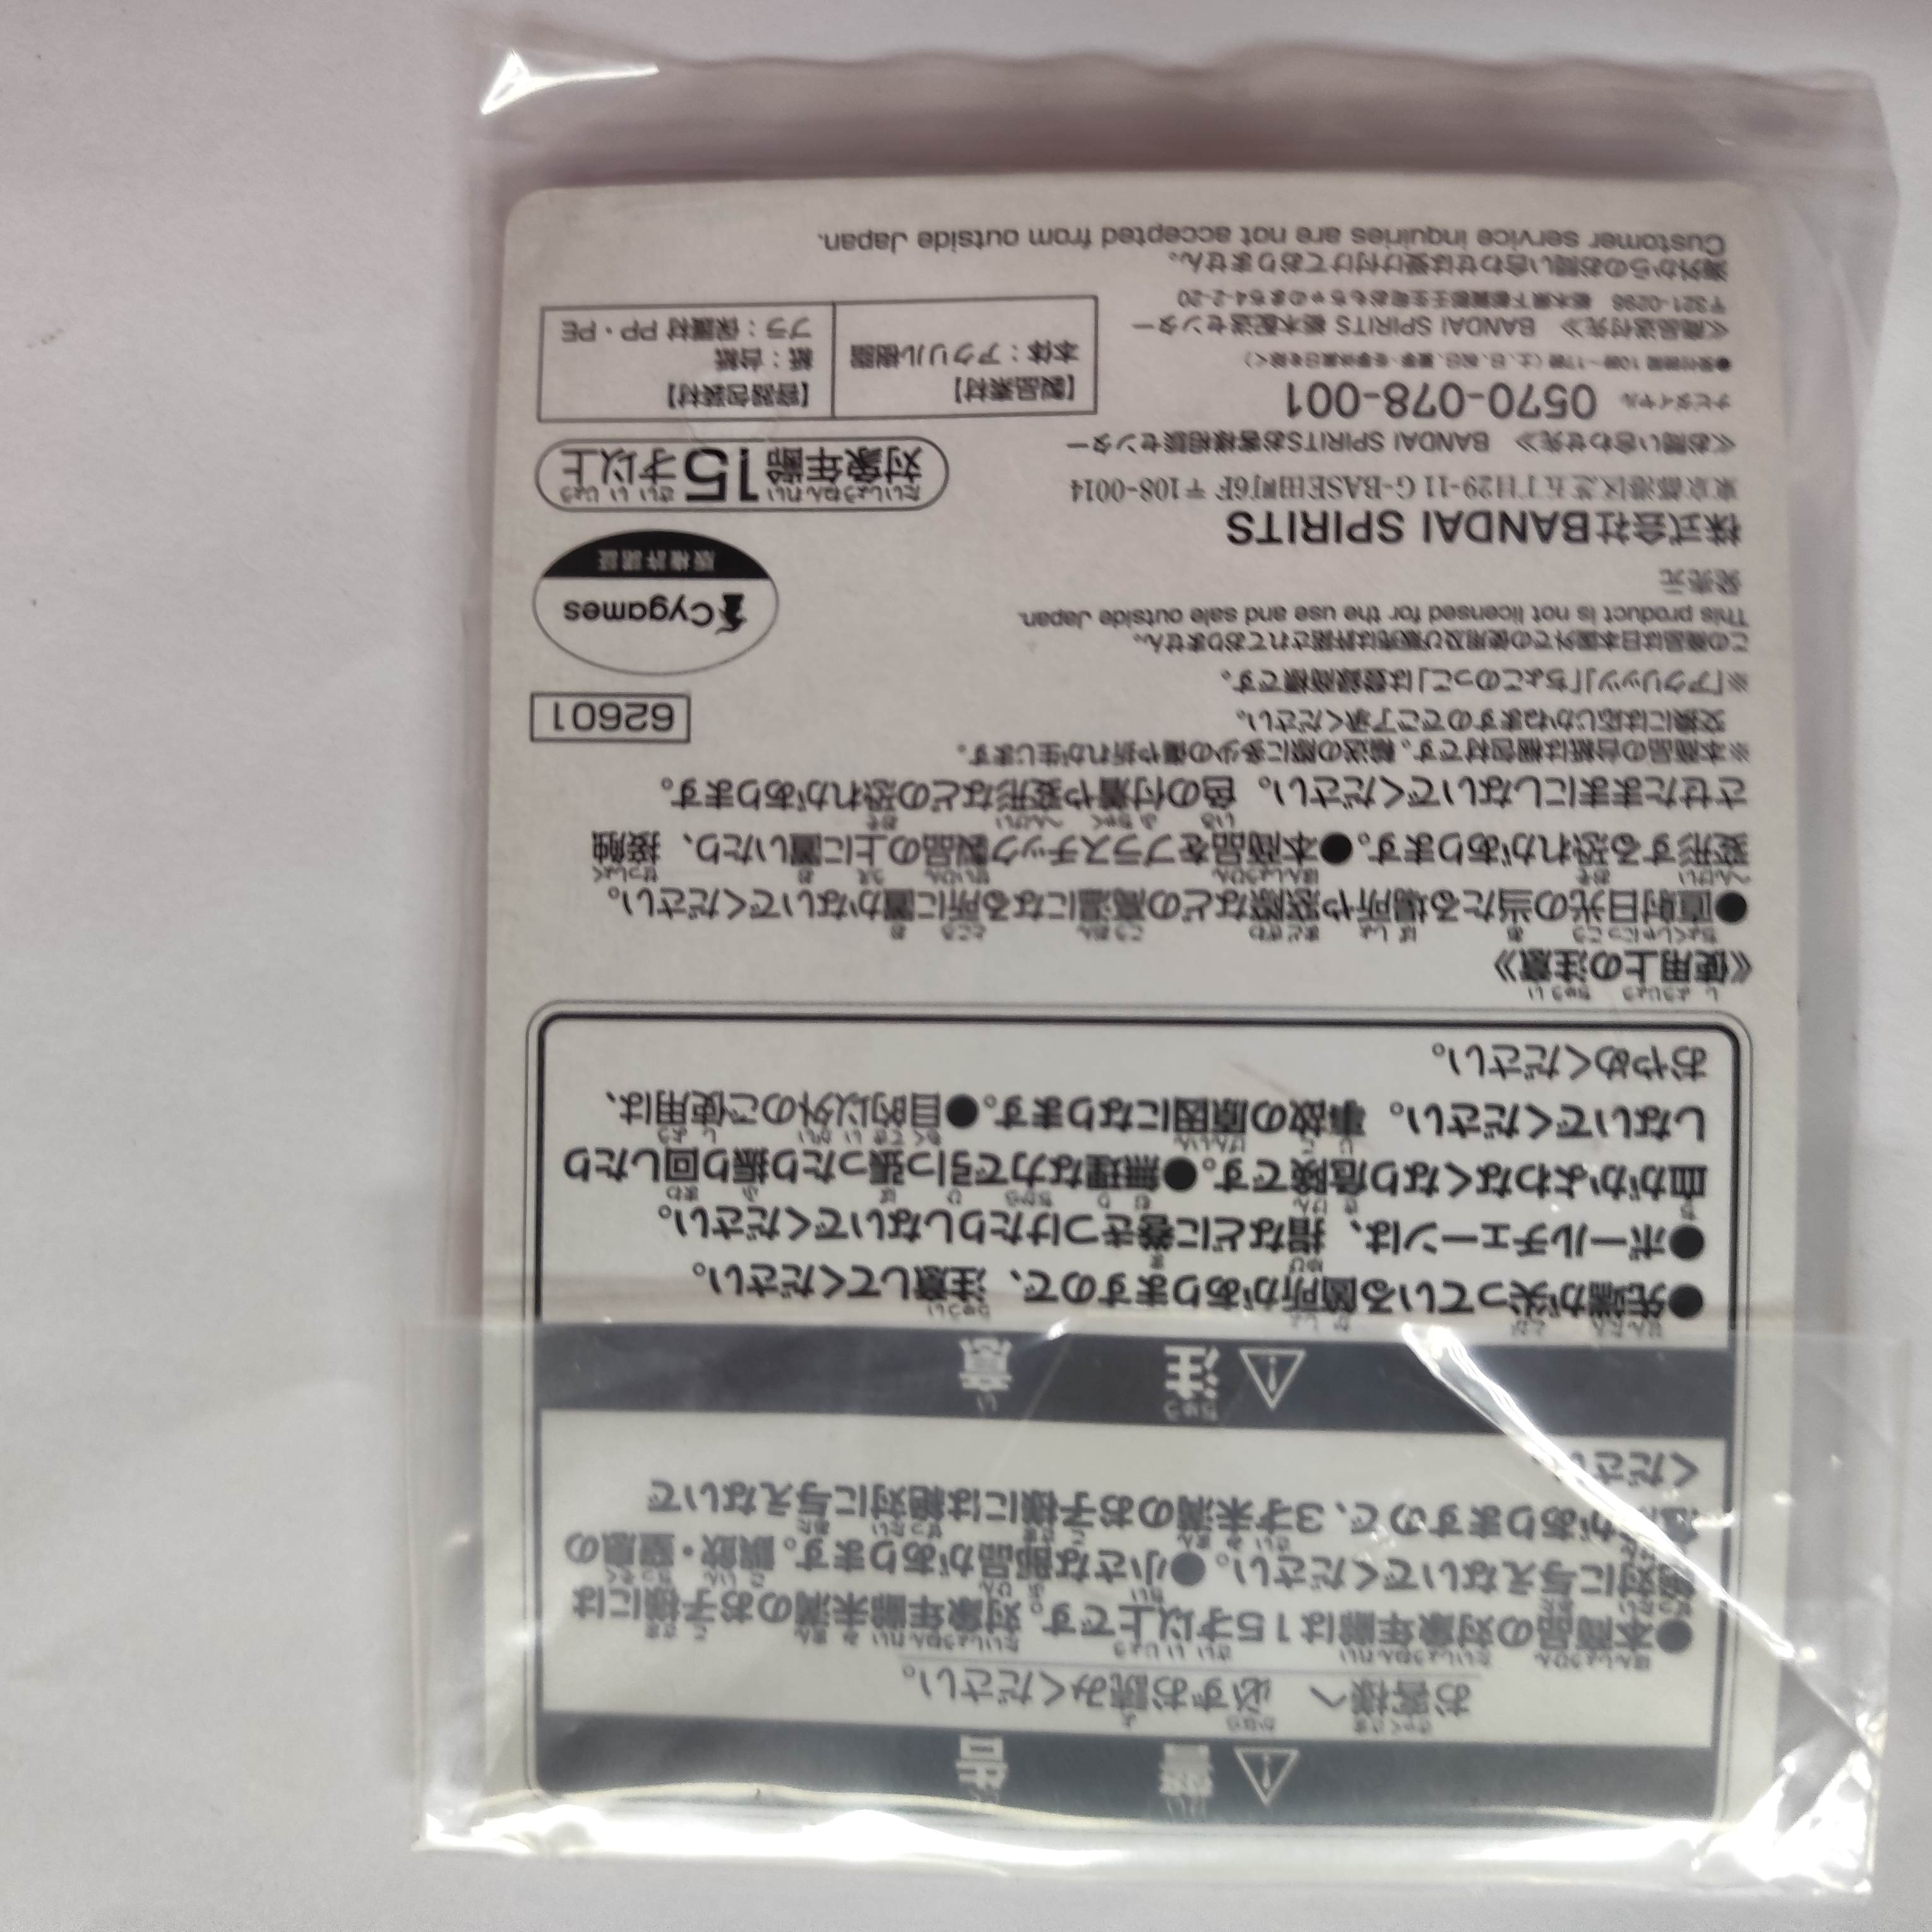 ⚠警告
お客様へ 必ずお読みください。
●本商品の対象年齢は15才以上です。対象年齢未満のお子様には
絶対に与えないでください。●小さな部品があります。誤飲・窒息の
がありますので、3才未満のお子様には絶対に与えないで
ください。
⚠注意
●先端が尖っている箇所がありますので、注意してください。
●ボールチェーンは、指などに巻きつけたりしないでください。
血がかよわなくなり危険です。●無理な力で引っ張ったり振り回したり
しないでください。事故の原因になります。●目的以外のご使用は、
おやめください。
《使用上の注意》
●直射日光の当たる場所や窓際などの高温になる所に置かないでください。
変形する恐れがあります。●本商品をプラスチック製品の上に置いたり、接触
させたままにしないでください。色の付着や変形などの恐れがあります。
※本商品の台紙は梱包材です。輸送の際に多少の傷や折れが生じます。
交換には応じかねますのでご了承ください。
※「アクリッツ」「ちょこのっこ」は登録商標です。
62601
この商品は日本国外での使用及び販売は許諾されておりません。
This product is not licensed for the use and sale outside Japan.
発売元
株式会社BANDAI SPIRITS
東京都港区芝五丁目29-11 G-BASE田町6F 〒108-0014
Cygames
版権許諾証
対象年齢15才以上
≪お問い合わせ先≫ BANDAI SPIRITSお客様相談センター
ナビダイヤル 0570-078-001
●受付時間 10時〜17時(土、日、祝日、夏季・冬季休業日を除く)
≪商品送付先≫ BANDAI SPIRITS 栃木配送センター
〒321-0298 栃木県下都賀郡壬生町おもちゃのまち4-2-20
海外からのお問い合わせは受け付けておりません。
Customer service inquiries are not accepted from outside Japan.
【製品素材】
本体：アクリル樹脂
【容器包装材】
紙：台紙
プラ：保護材 PP・PE